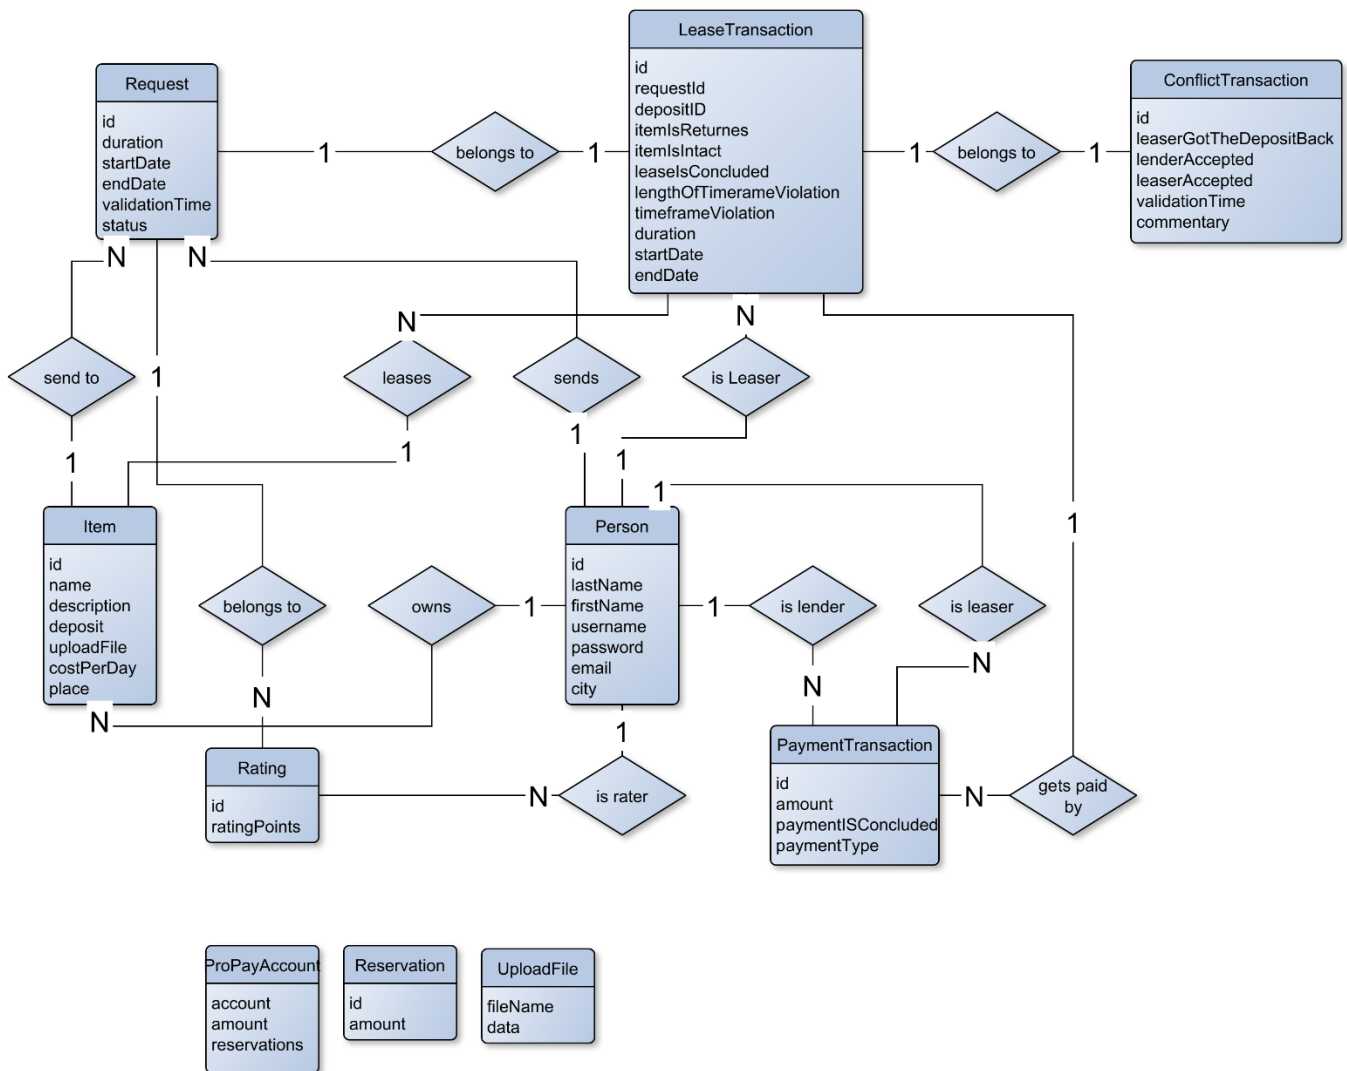 LeaseTransaction
id
requestId
depositID
itemIsReturnes
itemIsIntact
leaseIsConcluded
lengthOfTimerameViolation
timeframeViolation
duration
startDate
endDate
Request
id
duration
startDate
endDate
validationTime
status
ConflictTransaction
id
leaserGotTheDepositBack
lenderAccepted
leaserAccepted
validationTime
commentary
1
belongs to
1
1
belongs to
1
N
N
N
N
send to
1
leases
sends
is Leaser
1
1
1
1
1
1
1
Item
id
name
description
deposit
uploadFile
costPerDay
place
Person
id
lastName
firstName
username
password
email
city
belongs to
owns
1
1
is lender
is leaser
N
N
N
N
1
Rating
id
ratingPoints
N
is rater
PaymentTransaction
id
amount
paymentISConcluded
paymentType
N
gets paid
by
ProPayAccount
account
amount
reservations
Reservation
id
amount
UploadFile
fileName
data